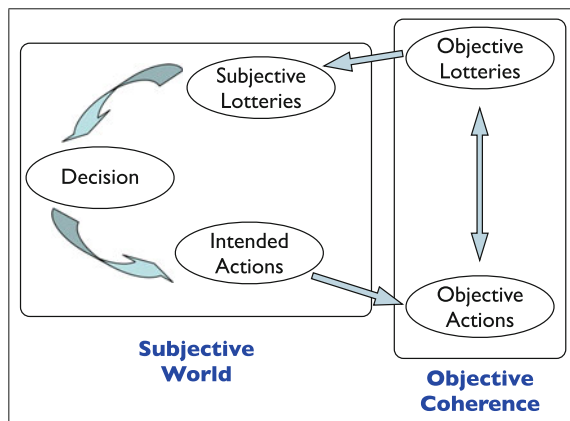 Objective
Lotteries
Subjective
Lotteries
Decision
Intended
Actions
Objective
Actions
Subjective
World
Objective
Coherence